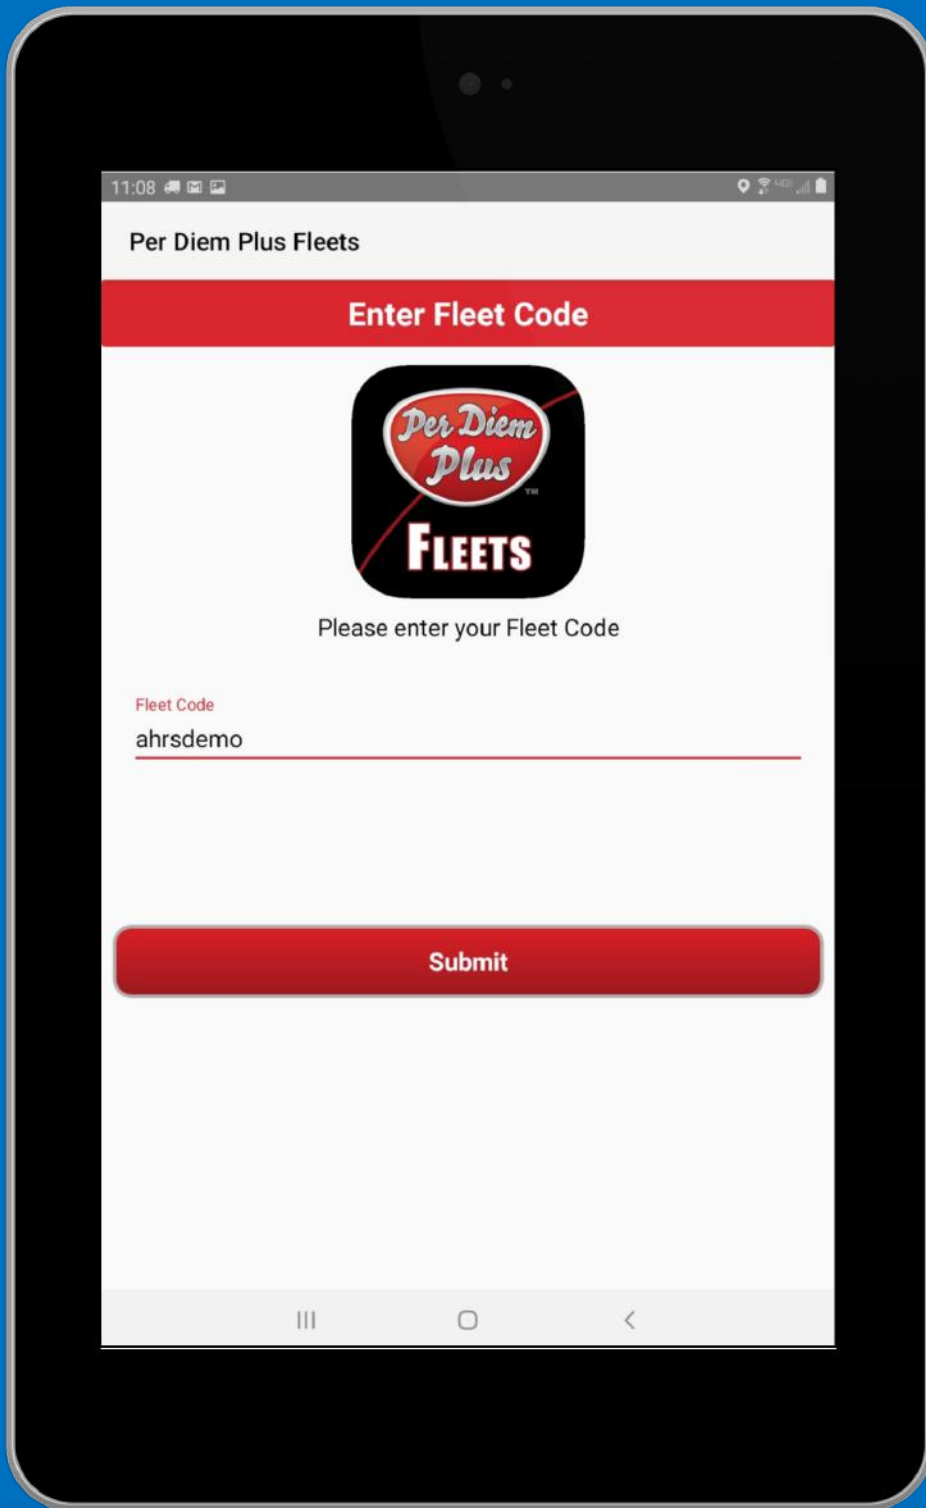 11:08
Per Diem Plus Fleets
Enter Fleet Code
Per Diem
Plus
TM
FLEETS
Please enter your Fleet Code
Fleet Code
ahrsdemo
Submit